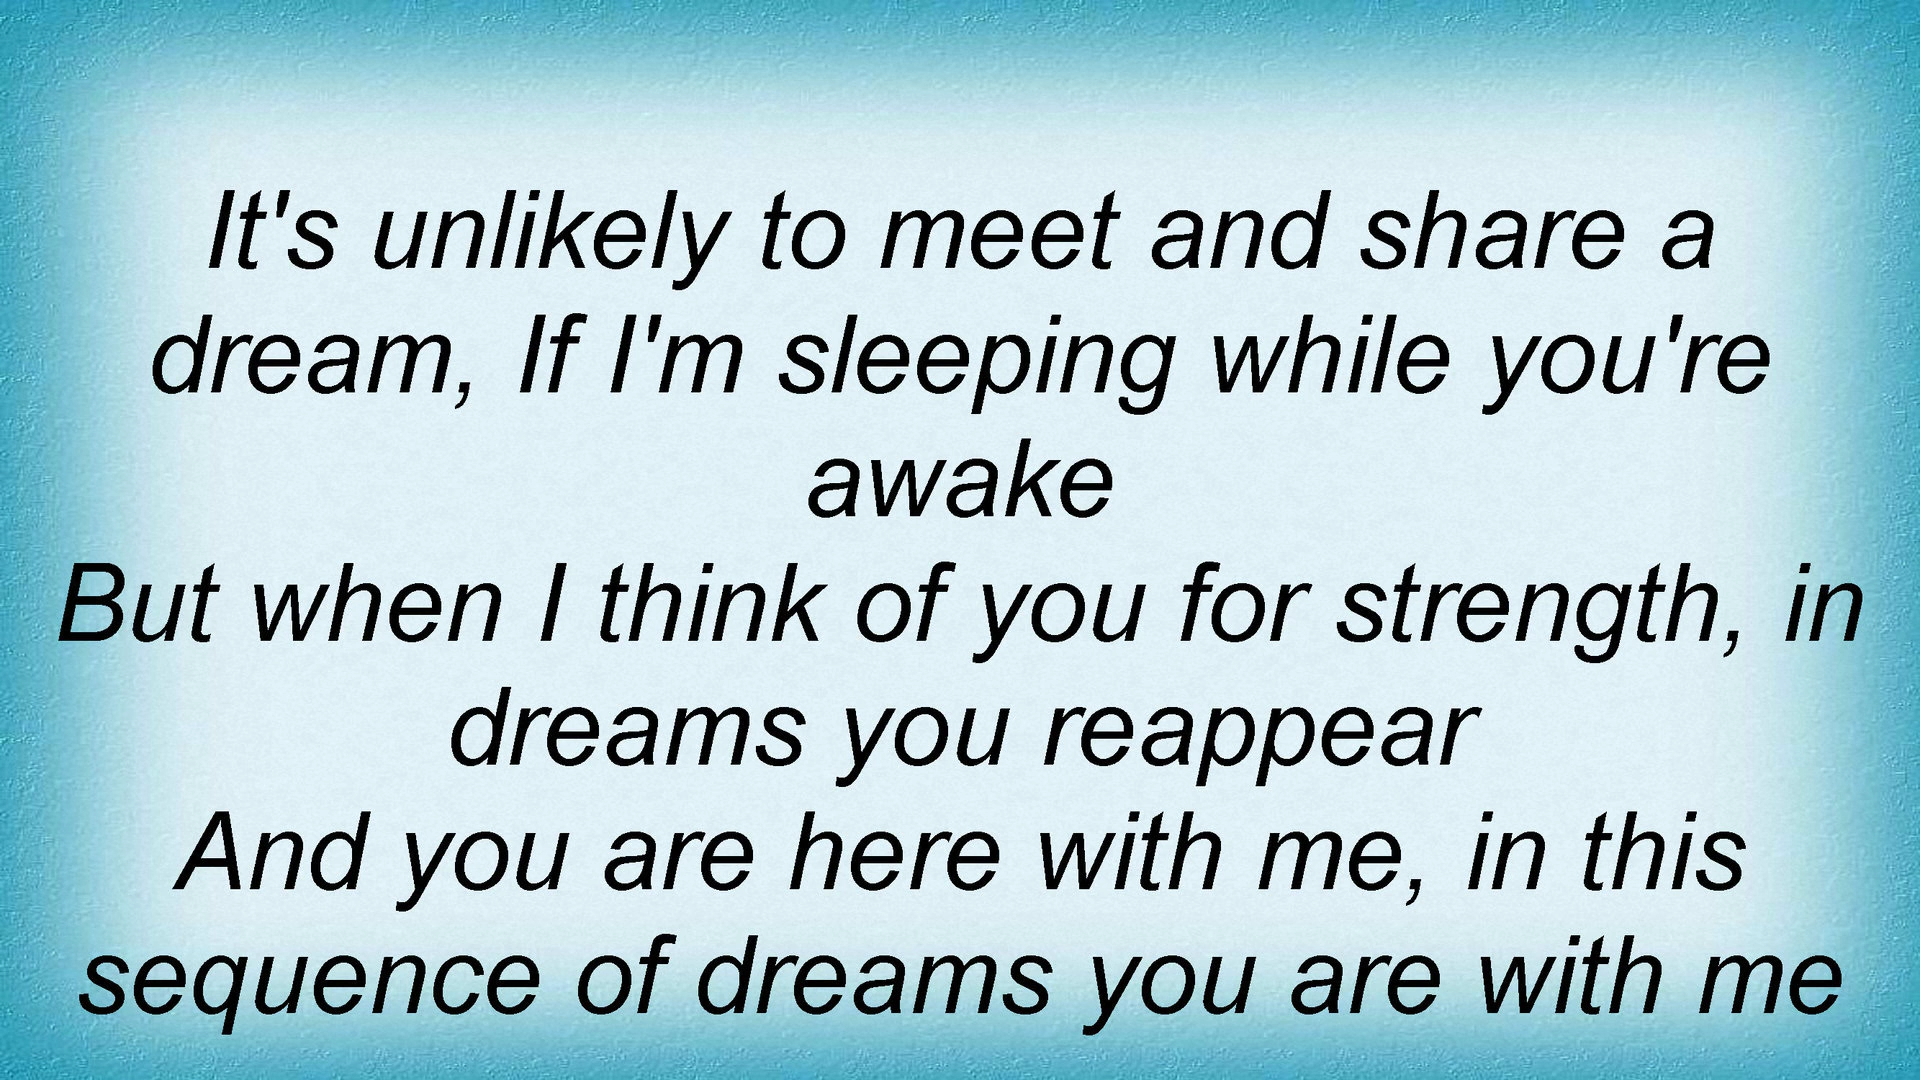 It's unlikely to meet and share a
dream, If I'm sleeping while you're
awake
But when I think of you for strength, in
dreams you reappear
And you are here with me, in this
sequence of dreams you are with me